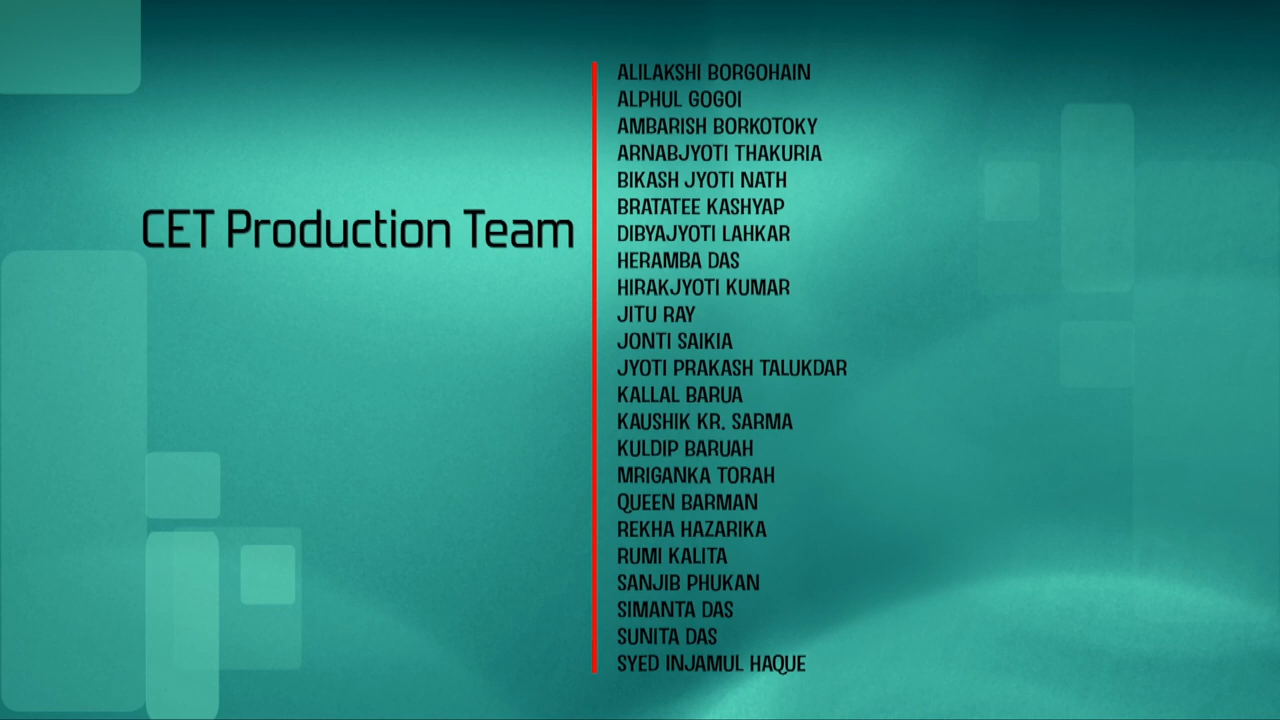 CET Production Team
ALILAKSHI BORGOHAIN
ALPHUL GOGOI
AMBARISH BORKOTOKY
ARNABJYOTI THAKURIA
BIKASH JYOTI NATH
BRATATEE KASHYAP
DIBYAJYOTI LAHKAR
HERAMBA DAS
HIRAKJYOTI KUMAR
JITU RAY
JONTI SAIKIA
JYOTI PRAKASH TALUKDAR
KALLAL BARUA
KAUSHIK KR. SARMA
KULDIP BARUAH
MRIGANKA TORAH
QUEEN BARMAN
REKHA HAZARIKA
RUMI KALITA
SANJIB PHUKAN
SIMANTA DAS
SUNITA DAS
SYED INJAMUL HAQUE